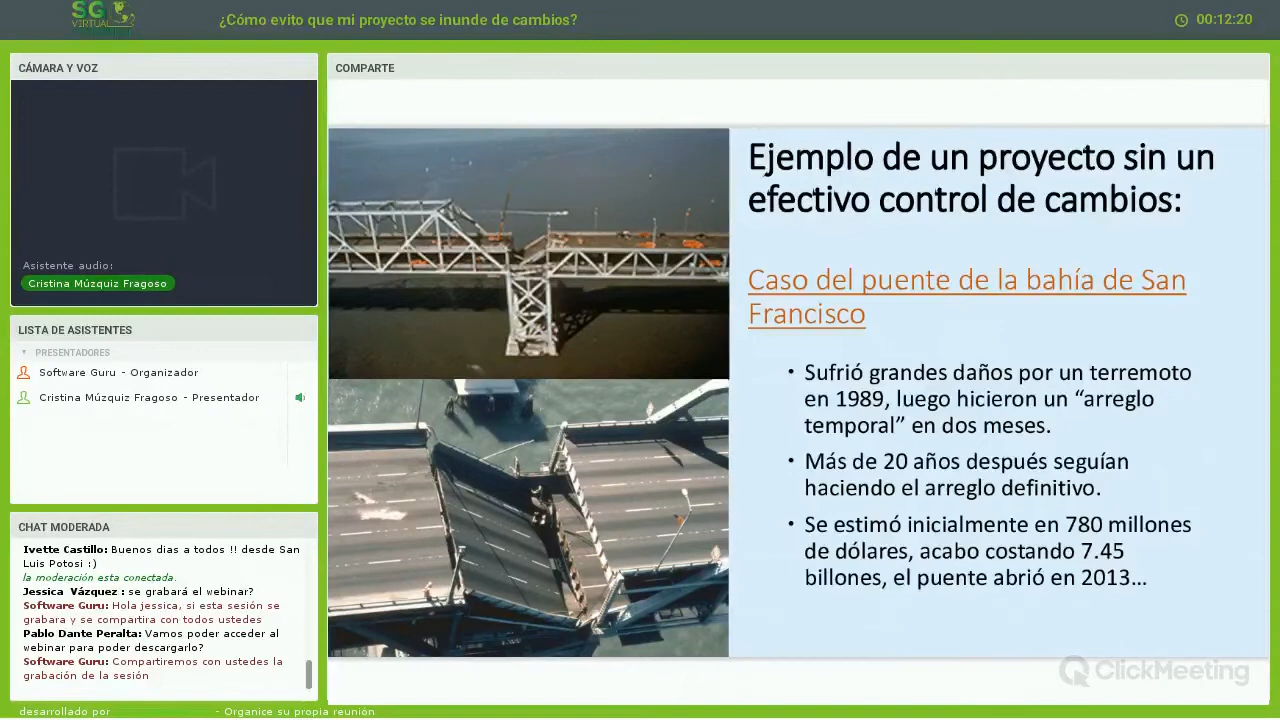 SG
VIRTUAL
¿Cómo evito que mi proyecto se inunde de cambios?
00:12:20
CÁMARA Y VOZ
Asistente audio:
Cristina Múzquiz Fragoso
LISTA DE ASISTENTES
PRESENTADORES
Software Guru - Organizador
Cristina Múzquiz Fragoso - Presentador
CHAT MODERADA
Ivette Castillo: Buenos dias a todos !! desde San
Luis Potosi :)
la moderación esta conectada.
Jessica Vázquez : se grabará el webinar?
Software Guru: Hola jessica, si esta sesión se
grabara y se compartira con todos ustedes
Pablo Dante Peralta: Vamos poder acceder al
webinar para poder descargarlo?
Software Guru: Compartiremos con ustedes la
grabación de la sesión
desarrollado por - Organice su propia reunión
COMPARTE
Ejemplo de un proyecto sin un
efectivo control de cambios:
Caso del puente de la bahía de San
Francisco
• Sufrió grandes daños por un terremoto
en 1989, luego hicieron un “arreglo
temporal” en dos meses.
• Más de 20 años después seguían
haciendo el arreglo definitivo.
• Se estimó inicialmente en 780 millones
de dólares, acabo costando 7.45
billones, el puente abrió en 2013…
ClickMeeting